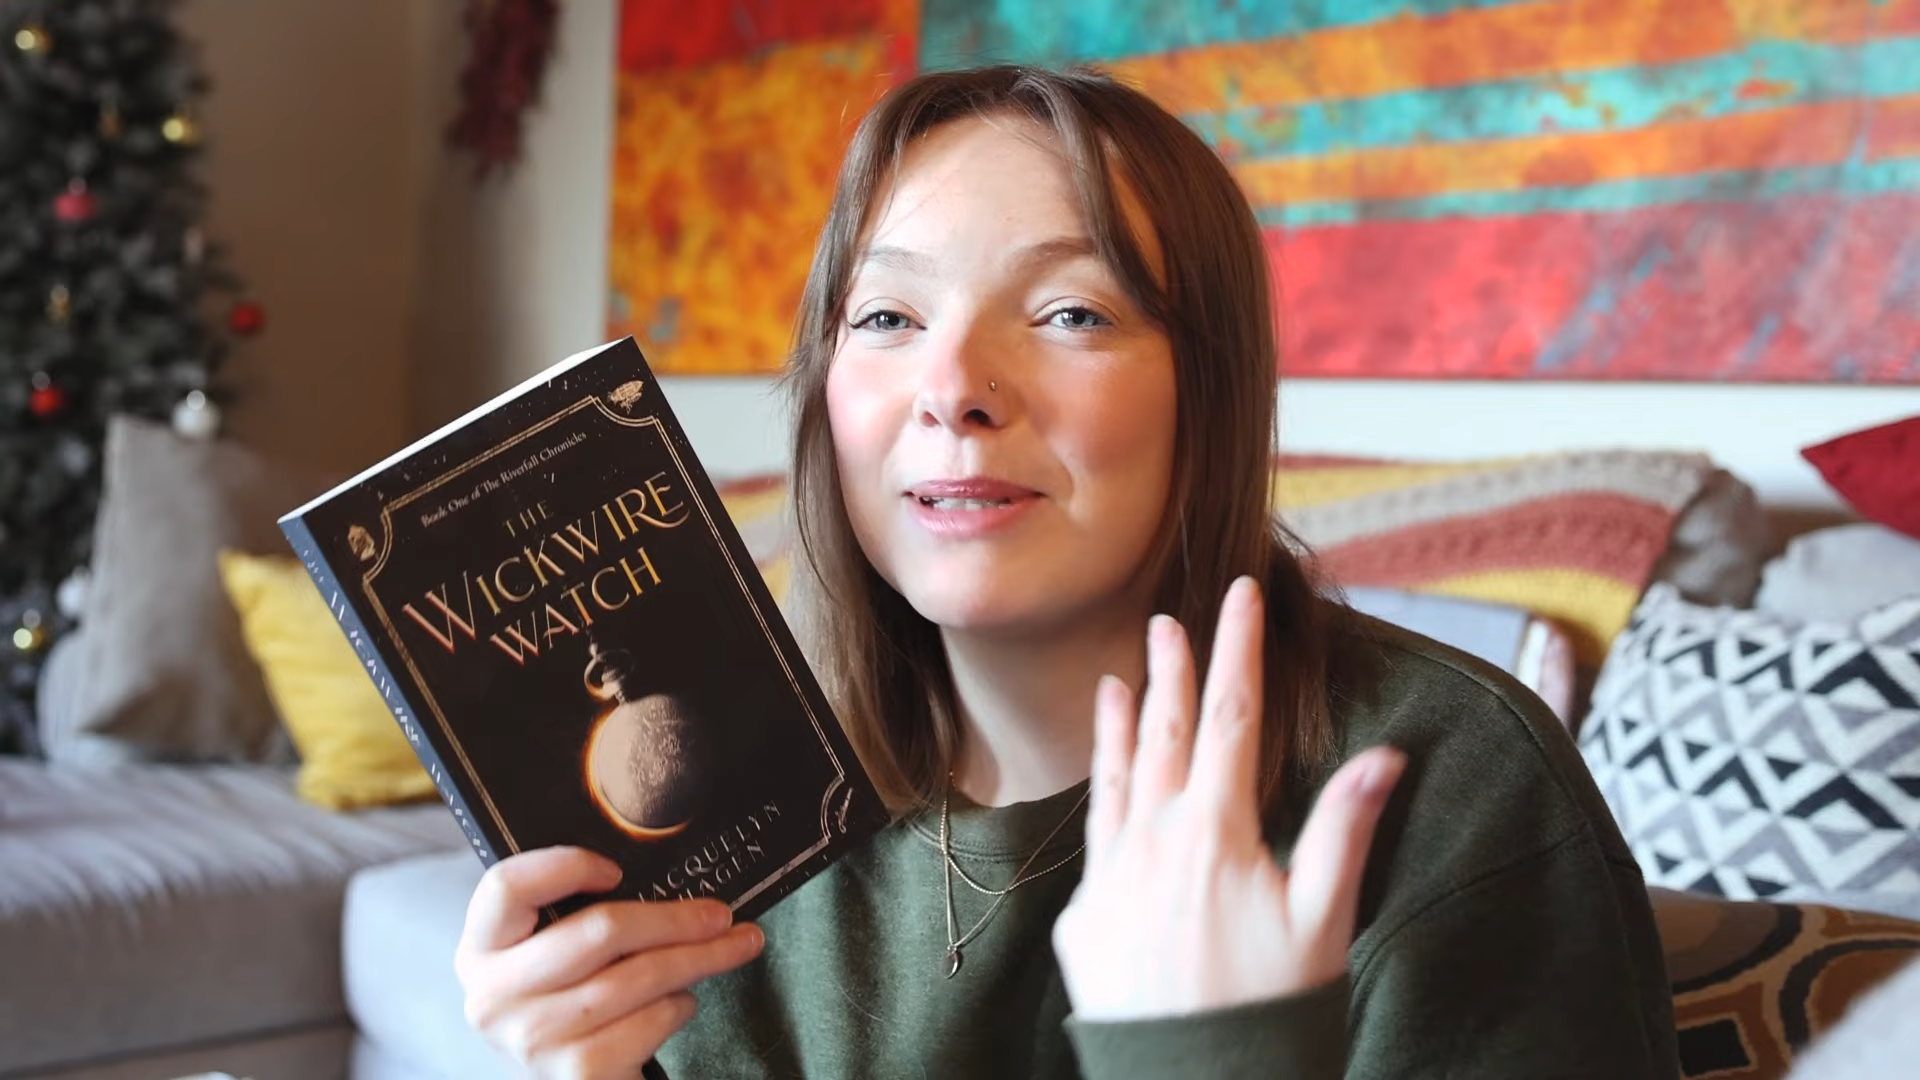 Book One of The Riverfall Chronicles
THE
WICKWIRE
WATCH
JACQUELYN
HAGEN